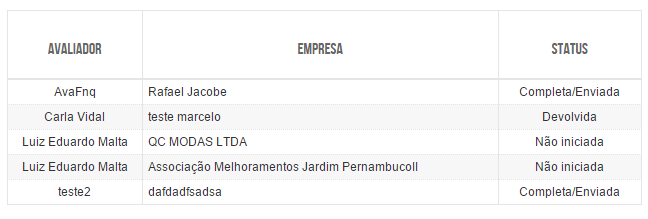 AVALIADOR EMPRESA STATUS
AvaFnq Rafael Jacobe Completa/Enviada
Carla Vidal teste marcelo Devolvida
Luiz Eduardo Malta QC MODAS LTDA Não iniciada
Luiz Eduardo Malta Associação Melhoramentos Jardim PernambucoII Não iniciada
teste2 dafdadfsadsa Completa/Enviada